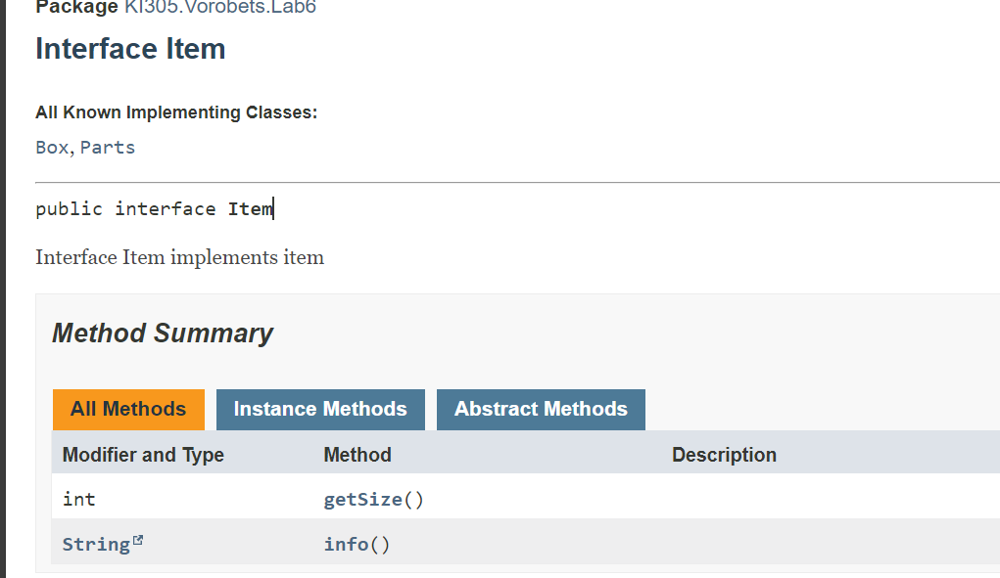 Package KI305.Vorobets.Lab6
Interface Item
All Known Implementing Classes:
Box, Parts
public interface Item
Interface Item implements item
Method Summary
All Methods Instance Methods Abstract Methods
Modifier and Type Method Description
int getSize()
String info()